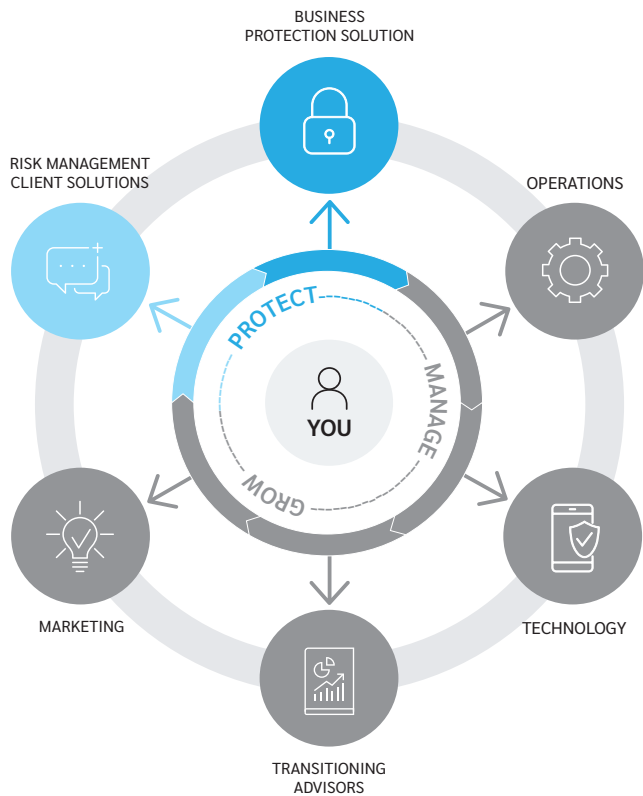 BUSINESS
PROTECTION SOLUTION
RISK MANAGEMENT
CLIENT SOLUTIONS
OPERATIONS
PROTECT
MANAGE
GROW
YOU
MARKETING
TECHNOLOGY
TRANSITIONING
ADVISORS